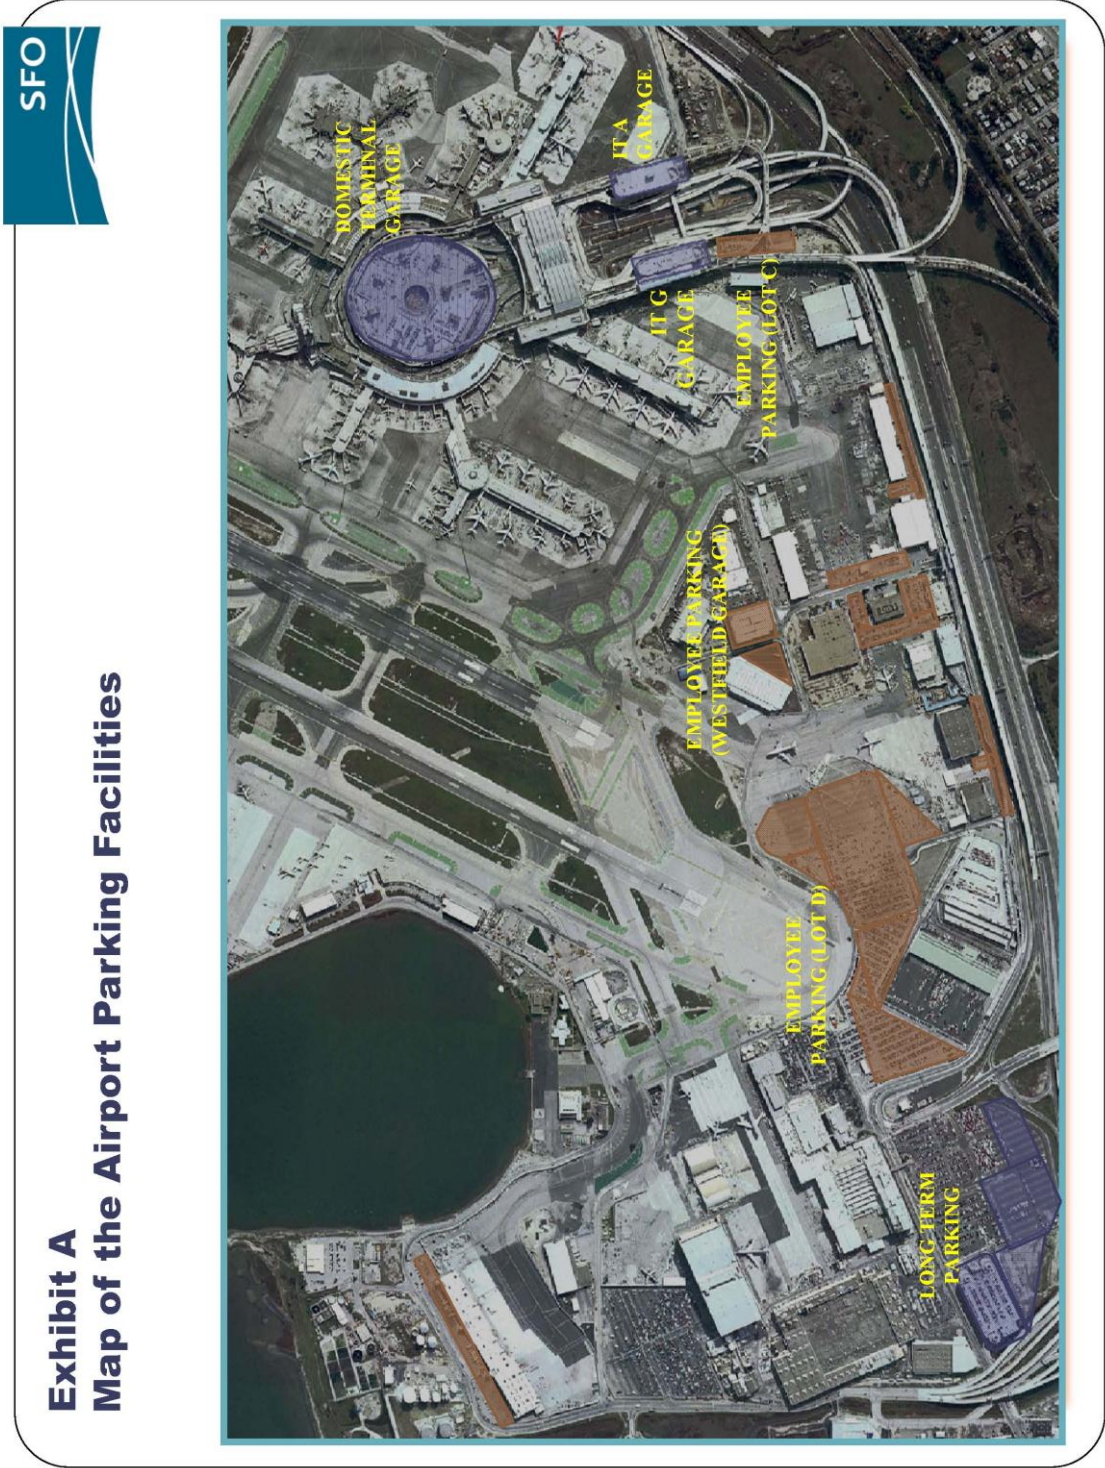 SFO
Exhibit A
Map of the Airport Parking Facilities
DOMESTIC
TERMINAL
GARAGE
IT A
GARAGE
IT G
GARAGE
EMPLOYEE
PARKING (LOT C)
EMPLOYEE PARKING
(WESTFIELD GARAGE)
EMPLOYEE
PARKING (LOT D)
LONG TERM
PARKING